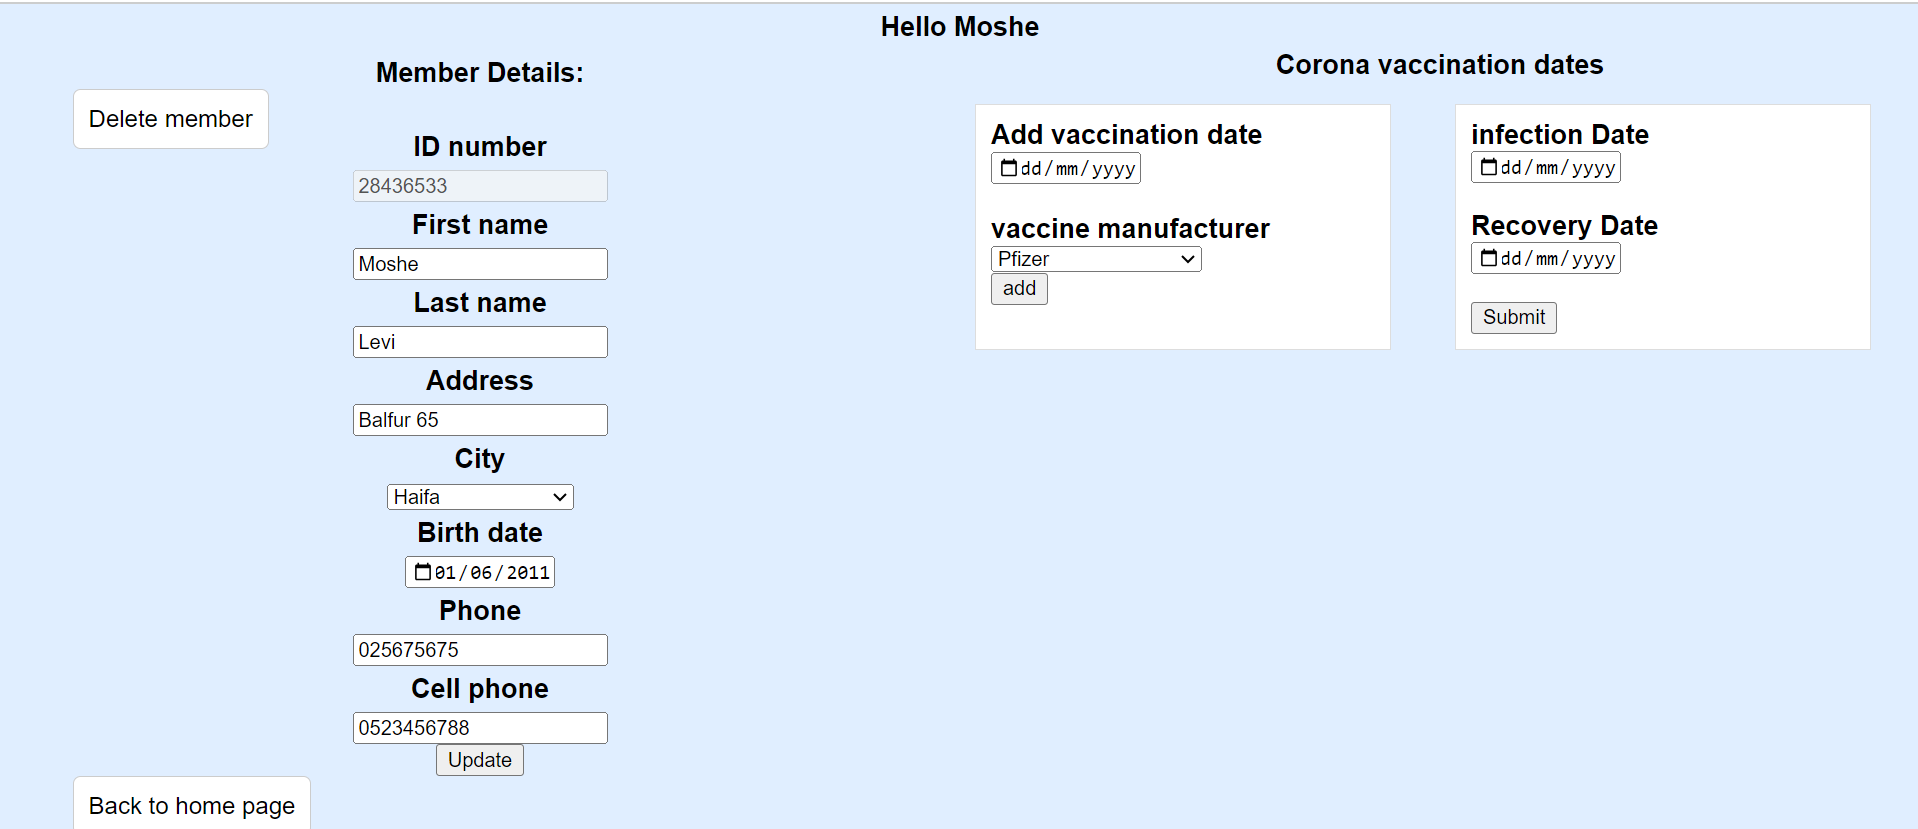 Hello Moshe
Member Details:
Delete member
ID number
28436533
First name
Moshe
Last name
Levi
Address
Balfur 65
City
Haifa
Birth date
01/06/2011
Phone
025675675
Cell phone
0523456788
Update
Back to home page
Corona vaccination dates
Add vaccination date
dd/mm/yyyy
vaccine manufacturer
Pfizer
add
infection Date
dd/mm/yyyy
Recovery Date
dd/mm/yyyy
Submit